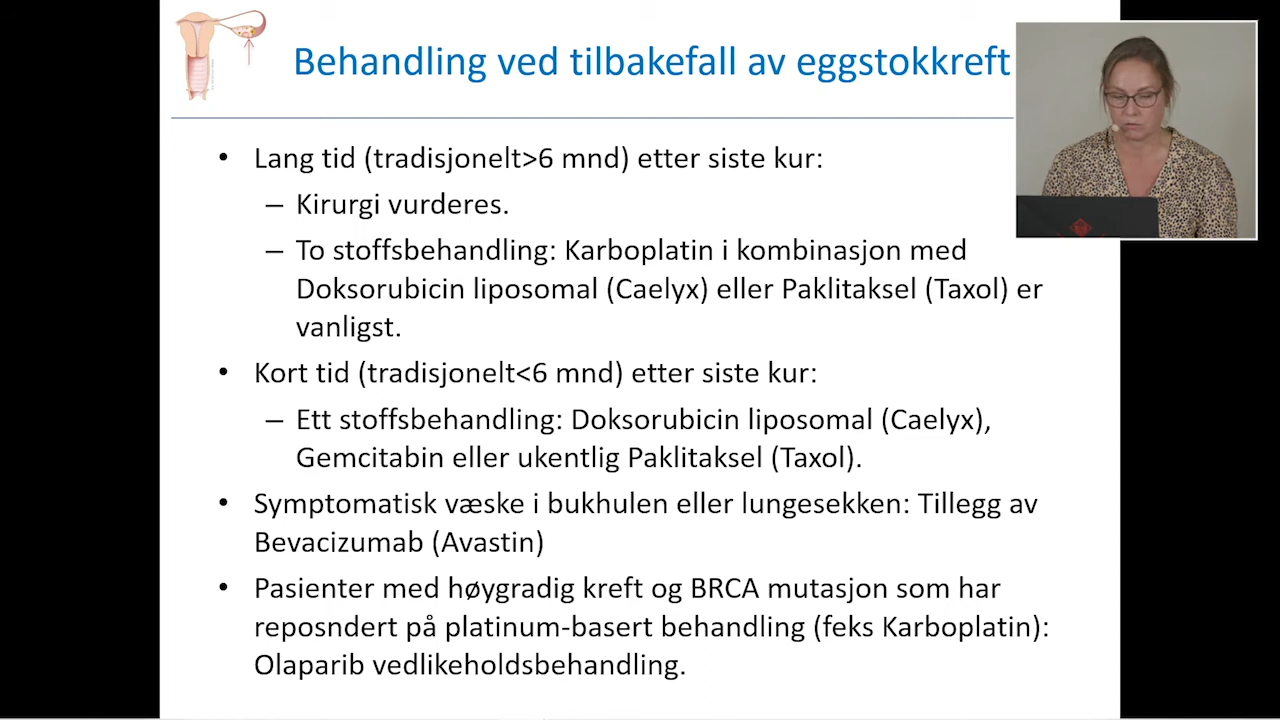 Behandling ved tilbakefall av eggstokkreft
• Lang tid (tradisjonelt>6 mnd) etter siste kur:
– Kirurgi vurderes.
– To stoffsbehandling: Karboplatin i kombinasjon med
Doksorubicin liposomal (Caelyx) eller Paklitaksel (Taxol) er
vanligst.
• Kort tid (tradisjonelt<6 mnd) etter siste kur:
– Ett stoffsbehandling: Doksorubicin liposomal (Caelyx),
Gemcitabin eller ukentlig Paklitaksel (Taxol).
• Symptomatisk væske i bukhulen eller lungesekken: Tillegg av
Bevacizumab (Avastin)
• Pasienter med høygradig kreft og BRCA mutasjon som har
reposndert på platinum-basert behandling (feks Karboplatin):
Olaparib vedlikeholdsbehandling.